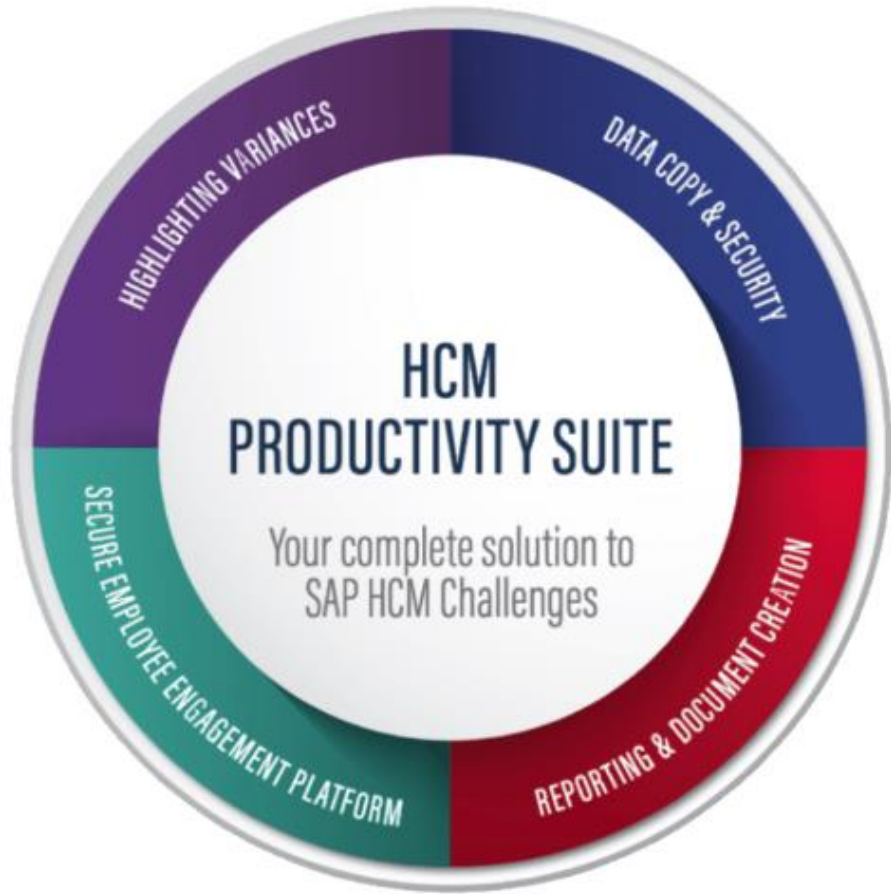 HIGHLIGHTING VARIANCES
DATA COPY & SECURITY
HCM
PRODUCTIVITY SUITE
Your complete solution to
SAP HCM Challenges
SECURE EMPLOYEE ENGAGEMENT PLATFORM
REPORTING & DOCUMENT CREATION